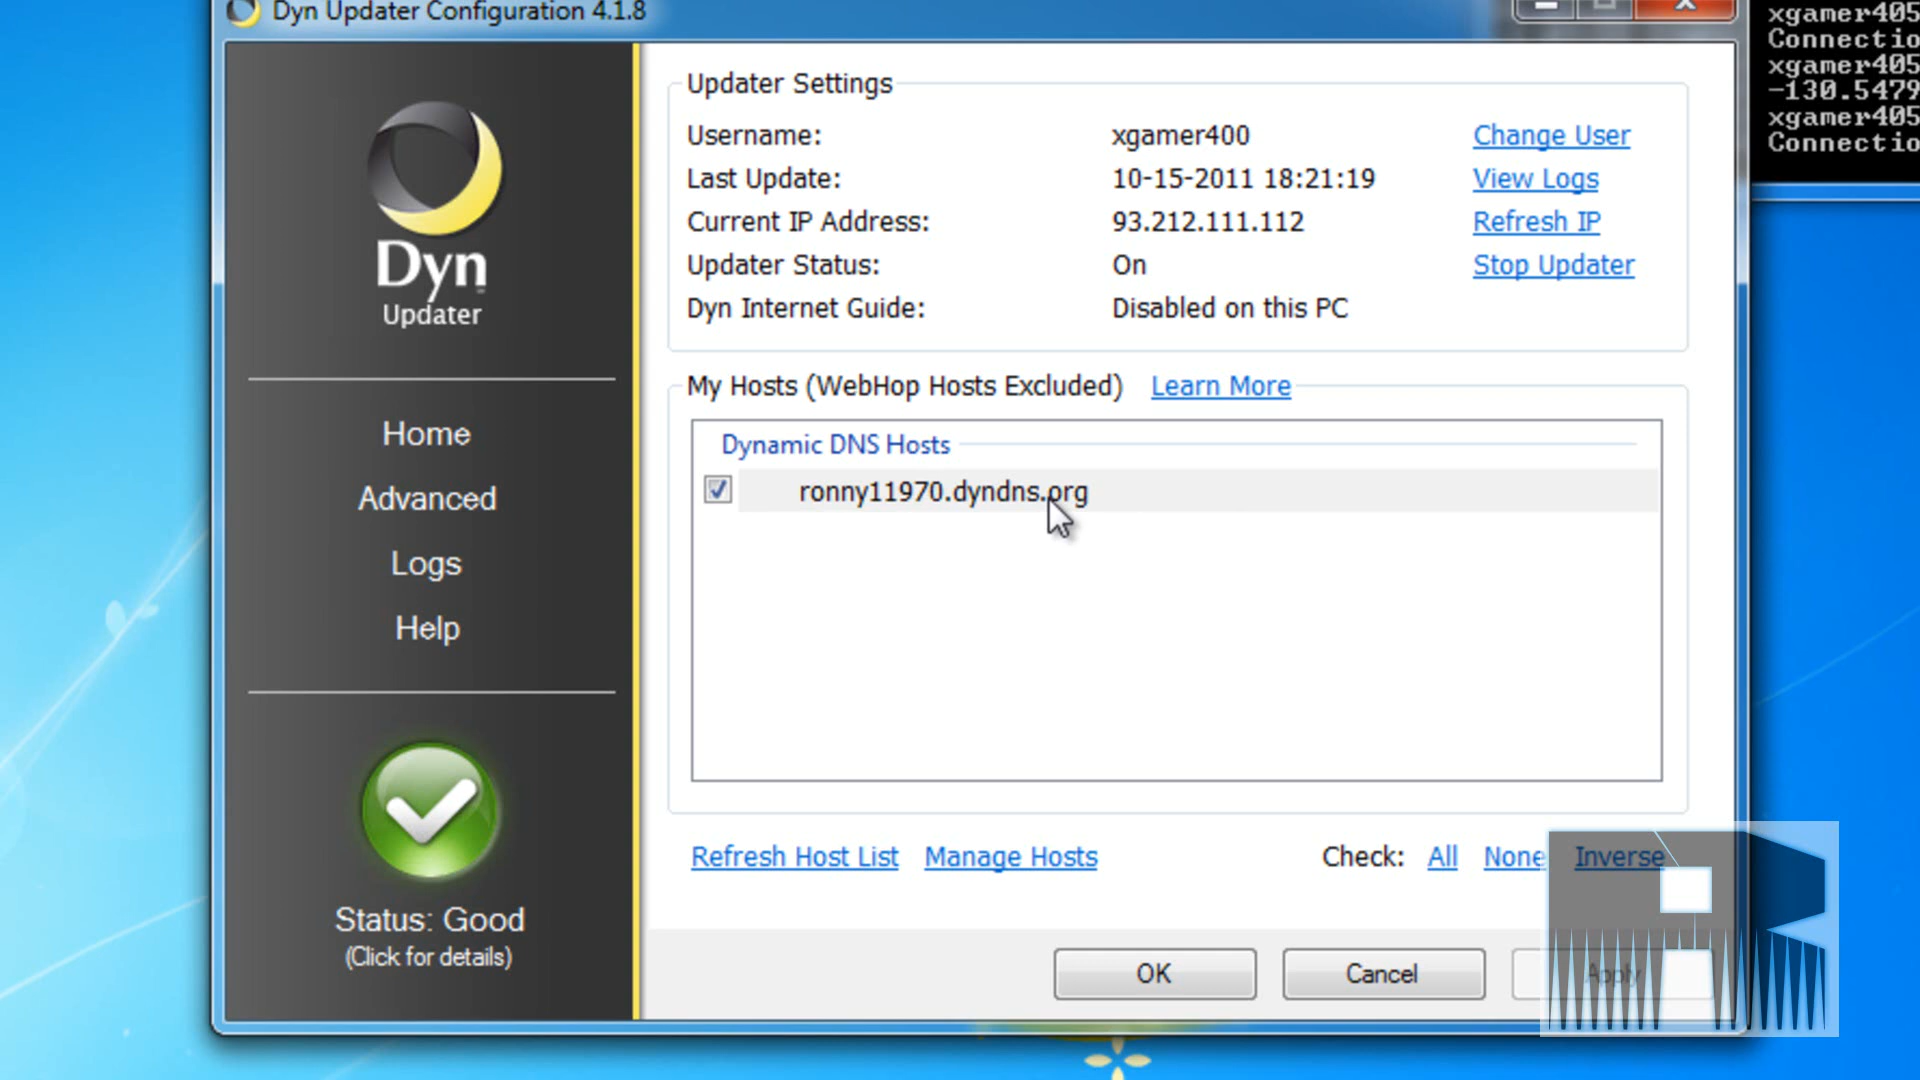 Dyn Updater Configuration 4.1.8
Dyn
Updater
Home
Advanced
Logs
Help
Status: Good
(Click for details)
Updater Settings
Username: xgamer400 Change User
Last Update: 10-15-2011 18:21:19 View Logs
Current IP Address: 93.212.111.112 Refresh IP
Updater Status: On Stop Updater
Dyn Internet Guide: Disabled on this PC
My Hosts (WebHop Hosts Excluded) Learn More
Dynamic DNS Hosts
ronny11970.dyndns.org
Refresh Host List Manage Hosts Check: All None Inverse
OK Cancel Apply
xgamer405
Connectio
xgamer405
-130.5479
xgamer405
Connectio